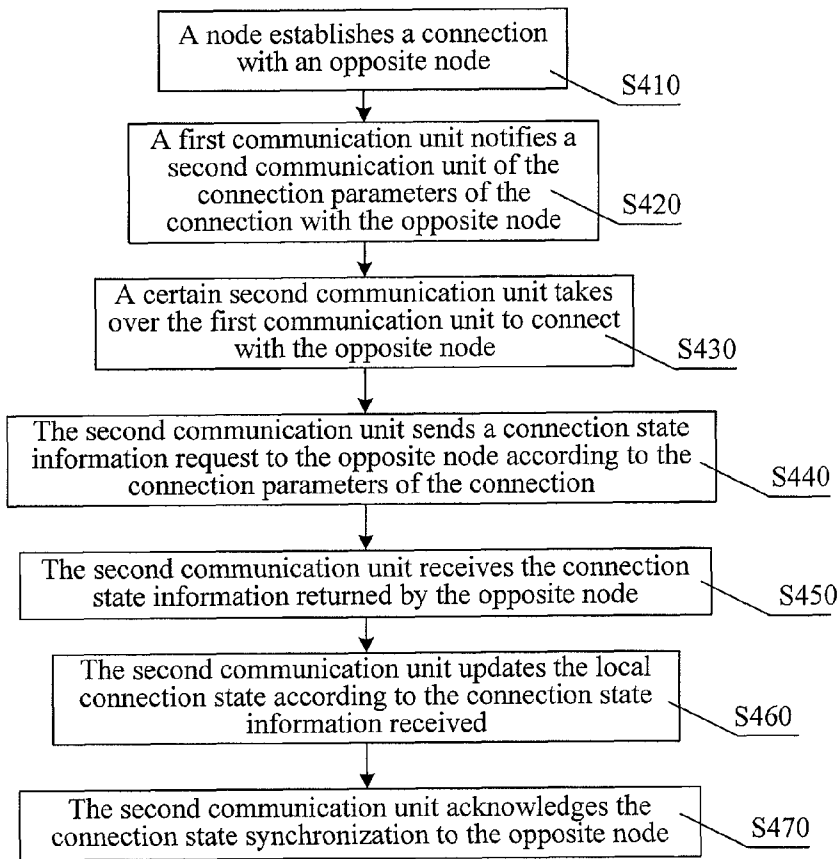 A node establishes a connection
with an opposite node
S410
A first communication unit notifies a
second communication unit of the
connection parameters of the
connection with the opposite node
S420
A certain second communication unit takes
over the first communication unit to connect
with the opposite node
S430
The second communication unit sends a connection state
information request to the opposite node according to the
connection parameters of the connection
S440
The second communication unit receives the connection
state information returned by the opposite node
S450
The second communication unit updates the local
connection state according to the connection state
information received
S460
The second communication unit acknowledges the
connection state synchronization to the opposite node
S470